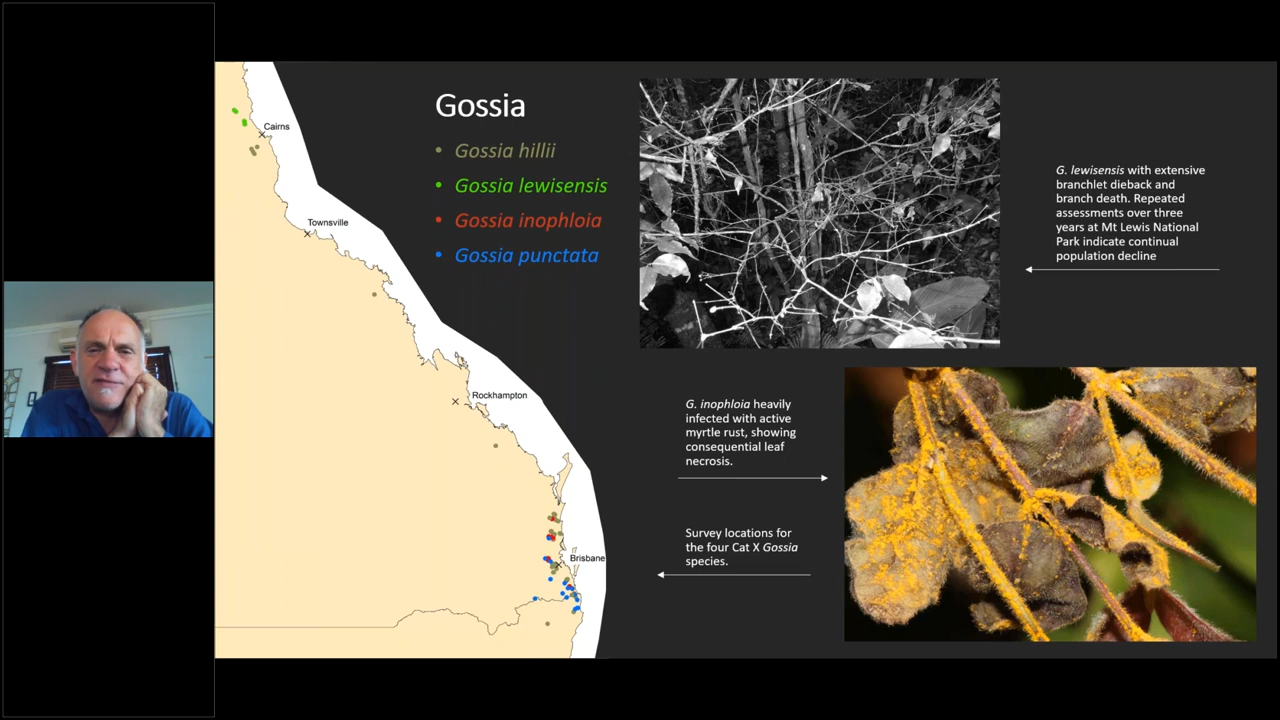 Gossia
• Gossia hillii
• Gossia lewisensis
• Gossia inophloia
• Gossia punctata
Cairns
Townsville
Rockhampton
Brisbane
G. lewisensis with extensive
branchlet dieback and
branch death. Repeated
assessments over three
years at Mt Lewis National
Park indicate continual
population decline
G. inophloia heavily
infected with active
myrtle rust, showing
consequential leaf
necrosis.
Survey locations for
the four Cat X Gossia
species.